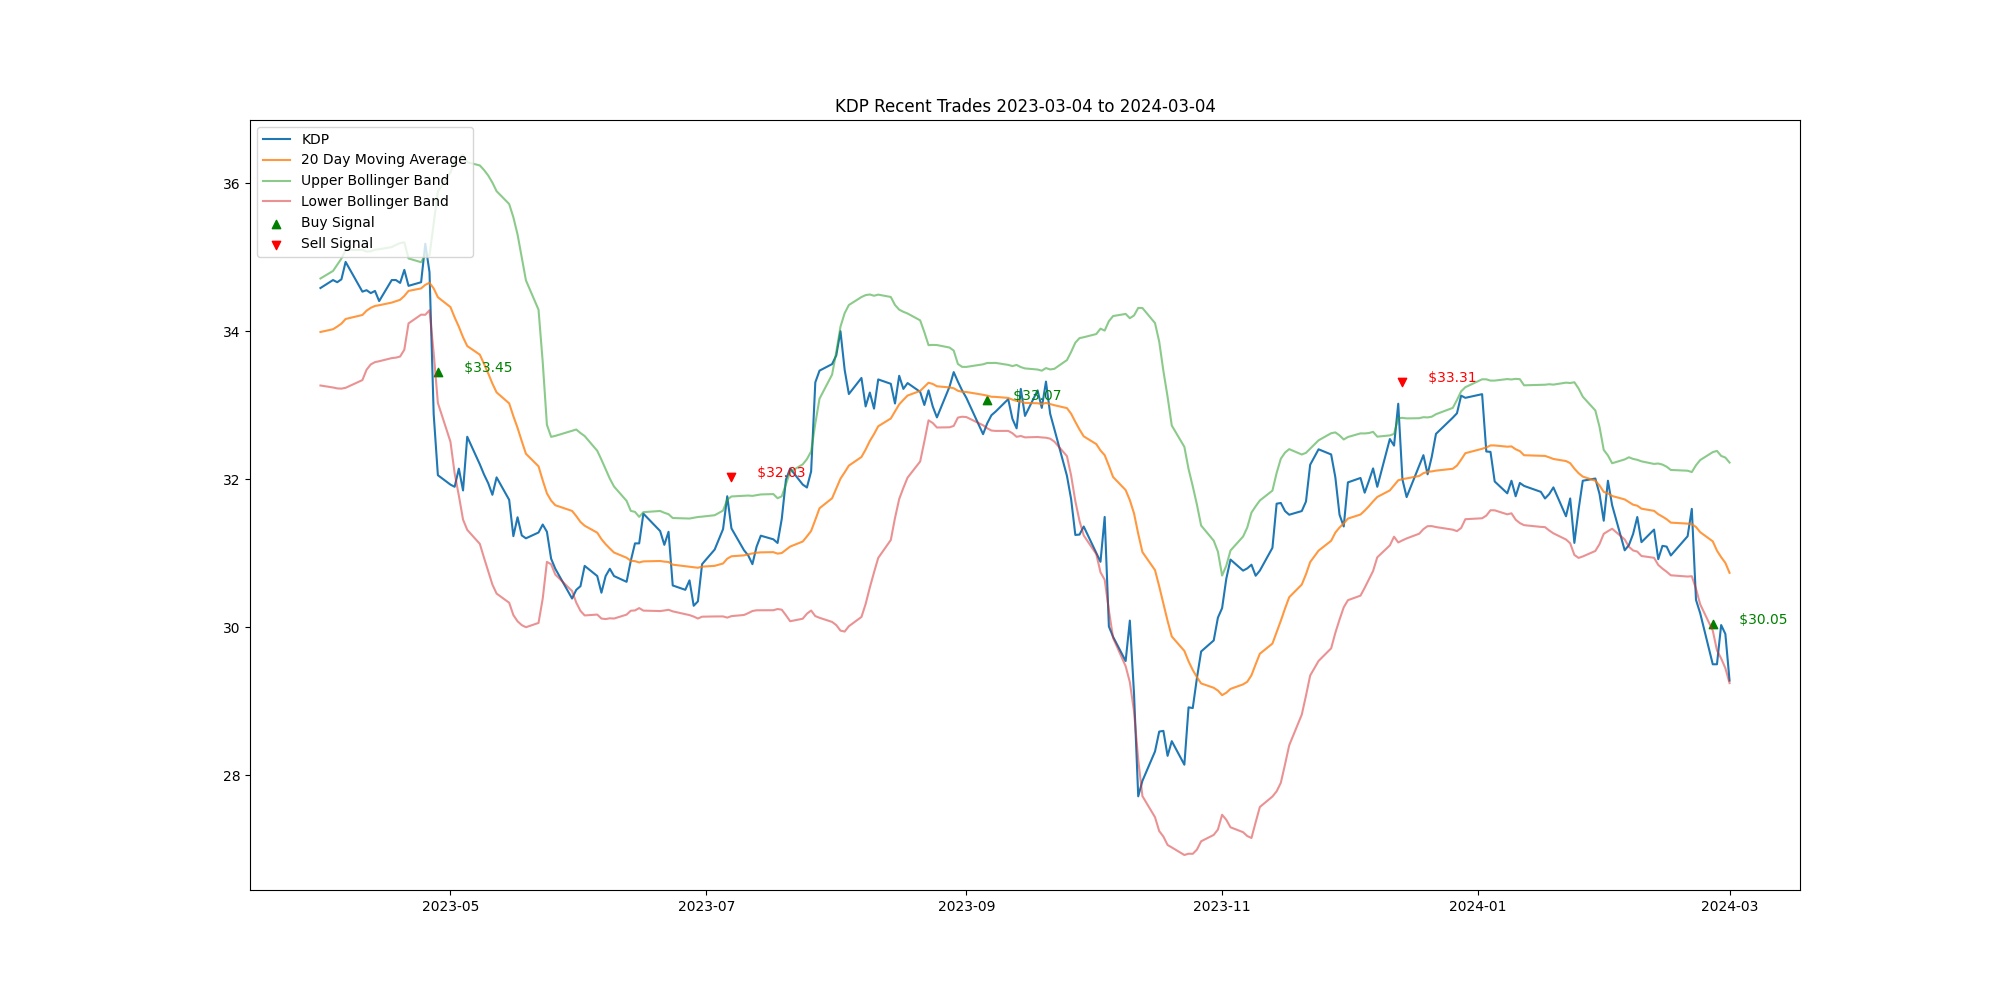 KDP Recent Trades 2023-03-04 to 2024-03-04
KDP
20 Day Moving Average
Upper Bollinger Band
Lower Bollinger Band
Buy Signal
Sell Signal
36
34
32
30
28
$33.45
$32.03
$33.07
$33.31
$30.05
2023-05
2023-07
2023-09
2023-11
2024-01
2024-03